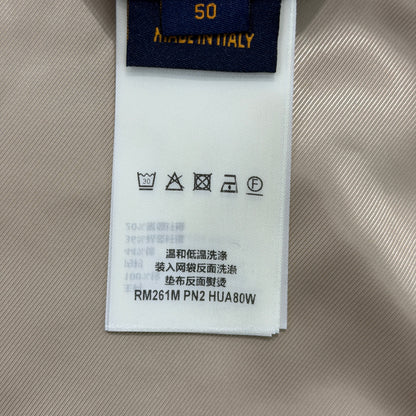 50
MADE IN ITALY
30
F
温和低温洗涤
装入网袋反面洗涤
垫布反面熨烫
RM261M PN2 HUA80W